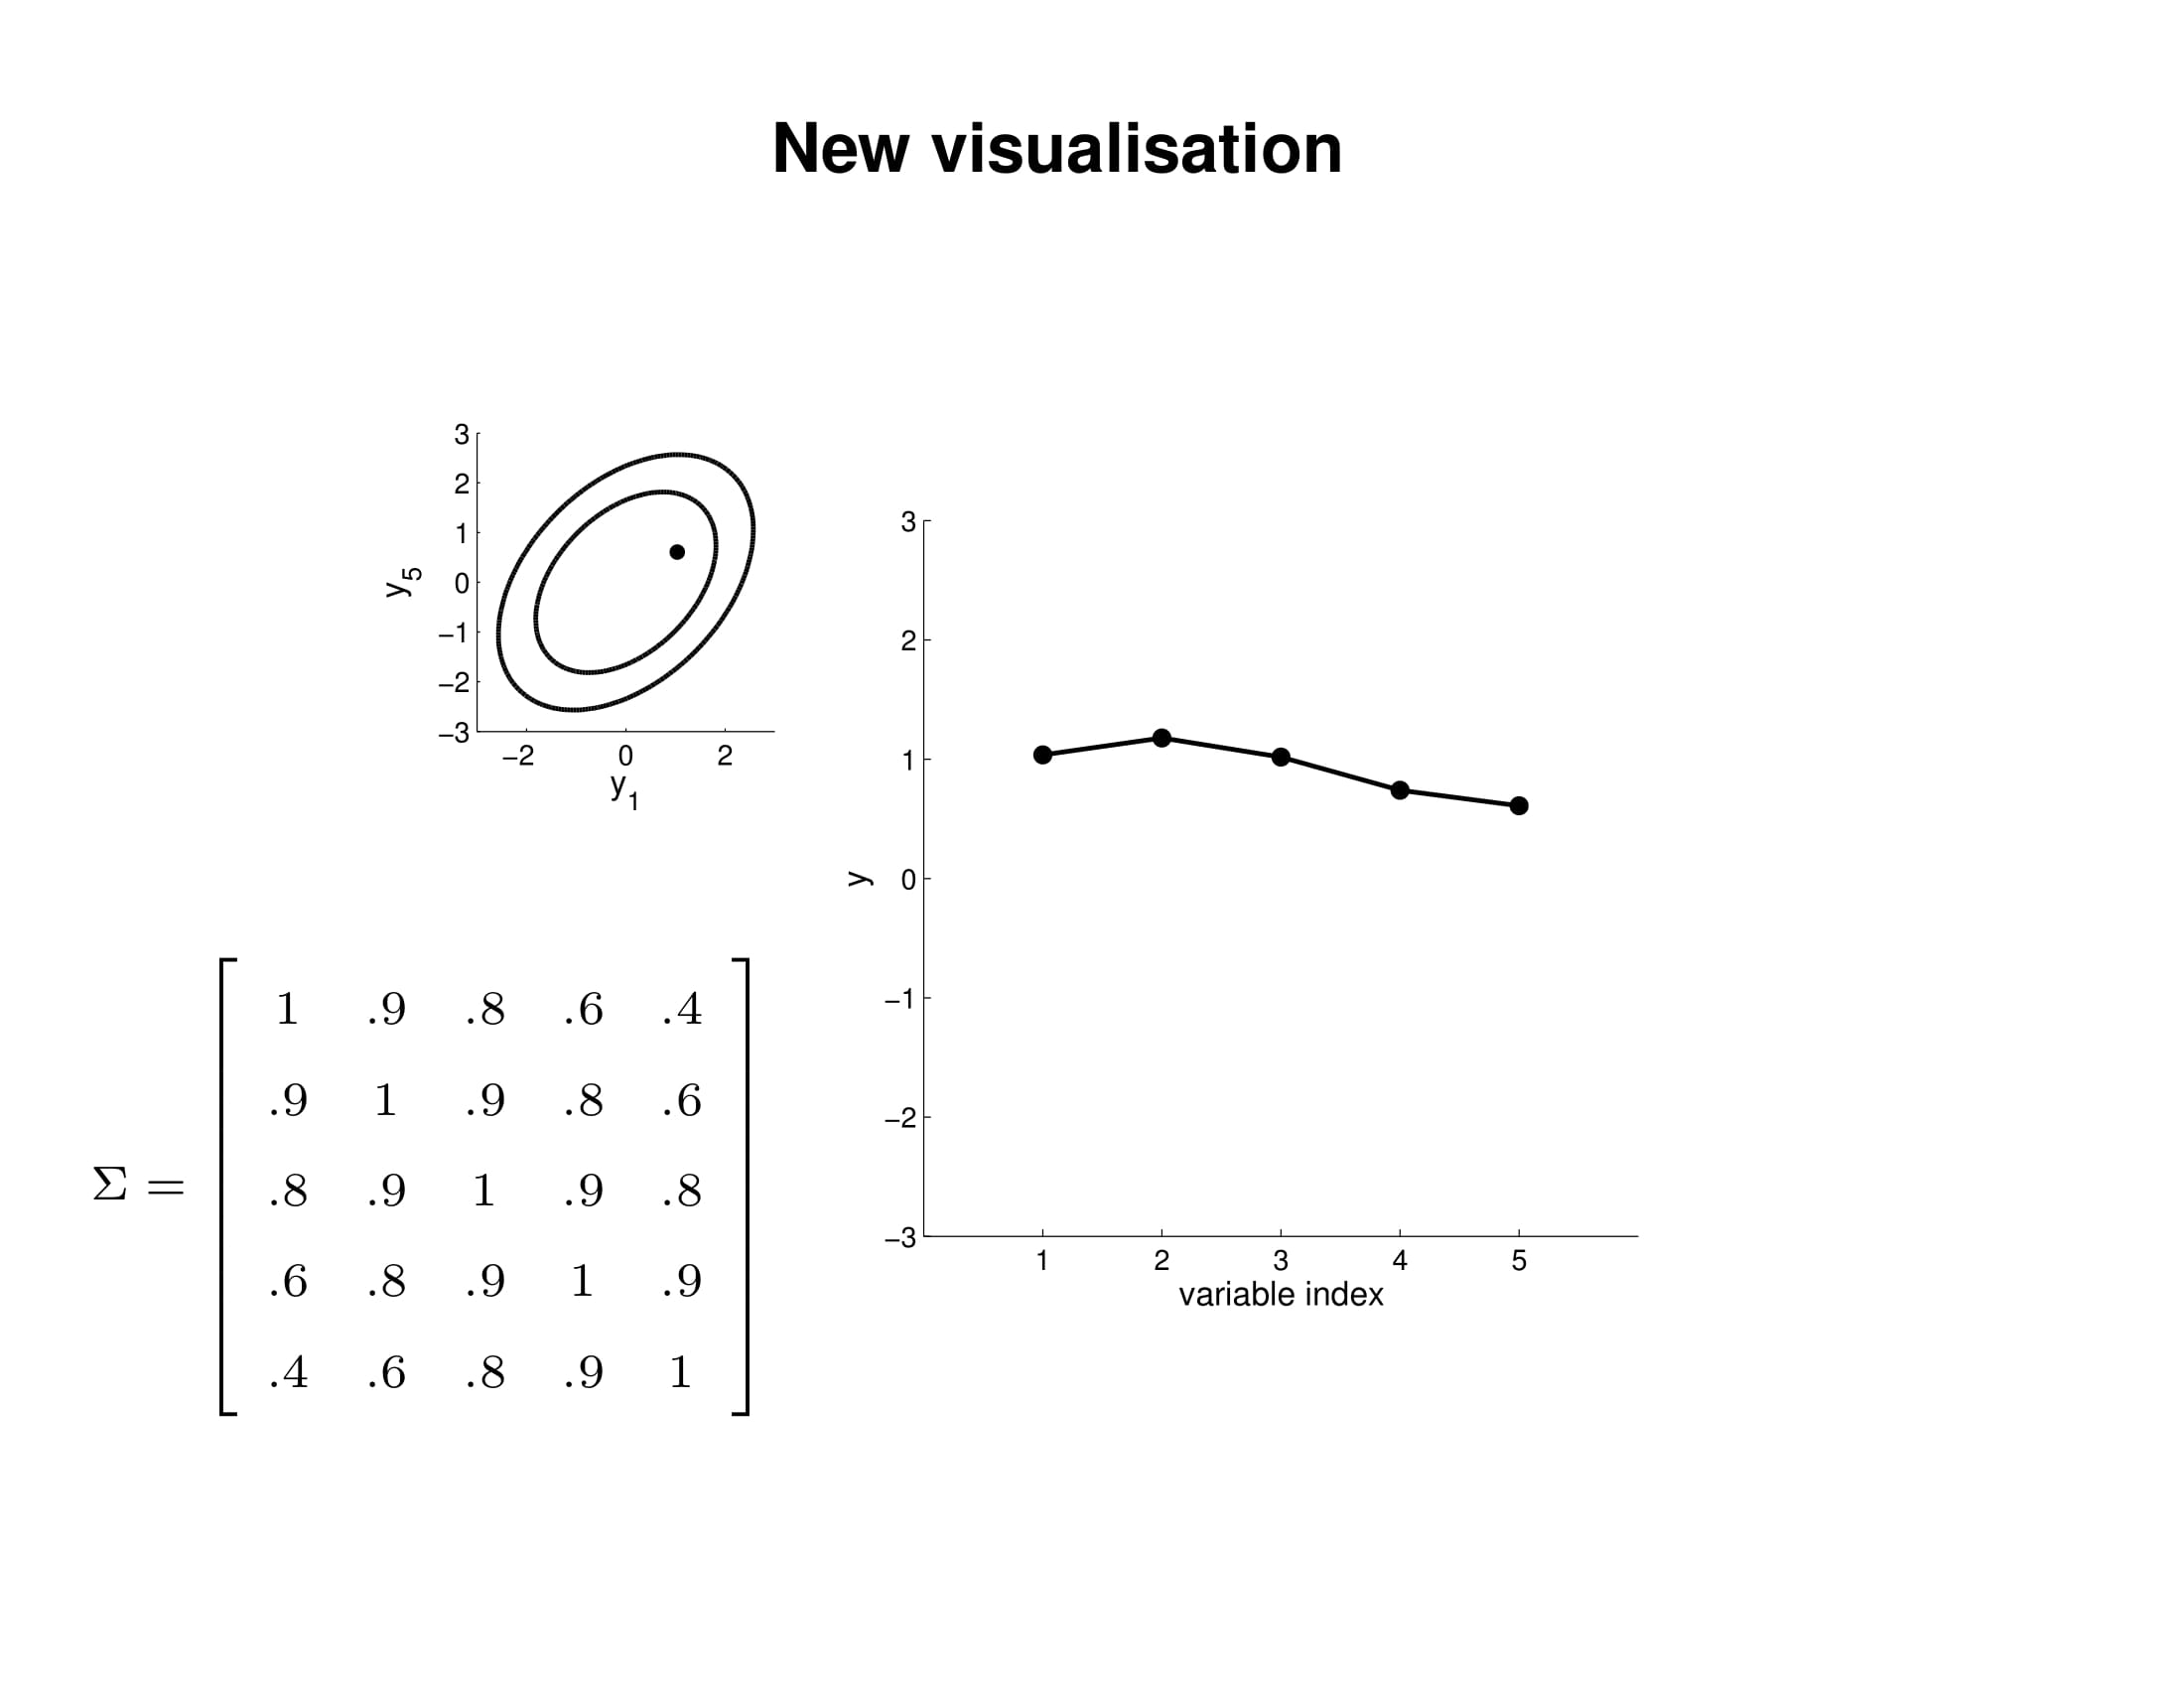 New visualisation
3
2
1
0
−1
−2
−3
y5
−2 0 2
y1
3
2
1
0
−1
−2
−3
y
1 2 3 4 5
variable index
Σ =
1 .9 .8 .6 .4
.9 1 .9 .8 .6
.8 .9 1 .9 .8
.6 .8 .9 1 .9
.4 .6 .8 .9 1